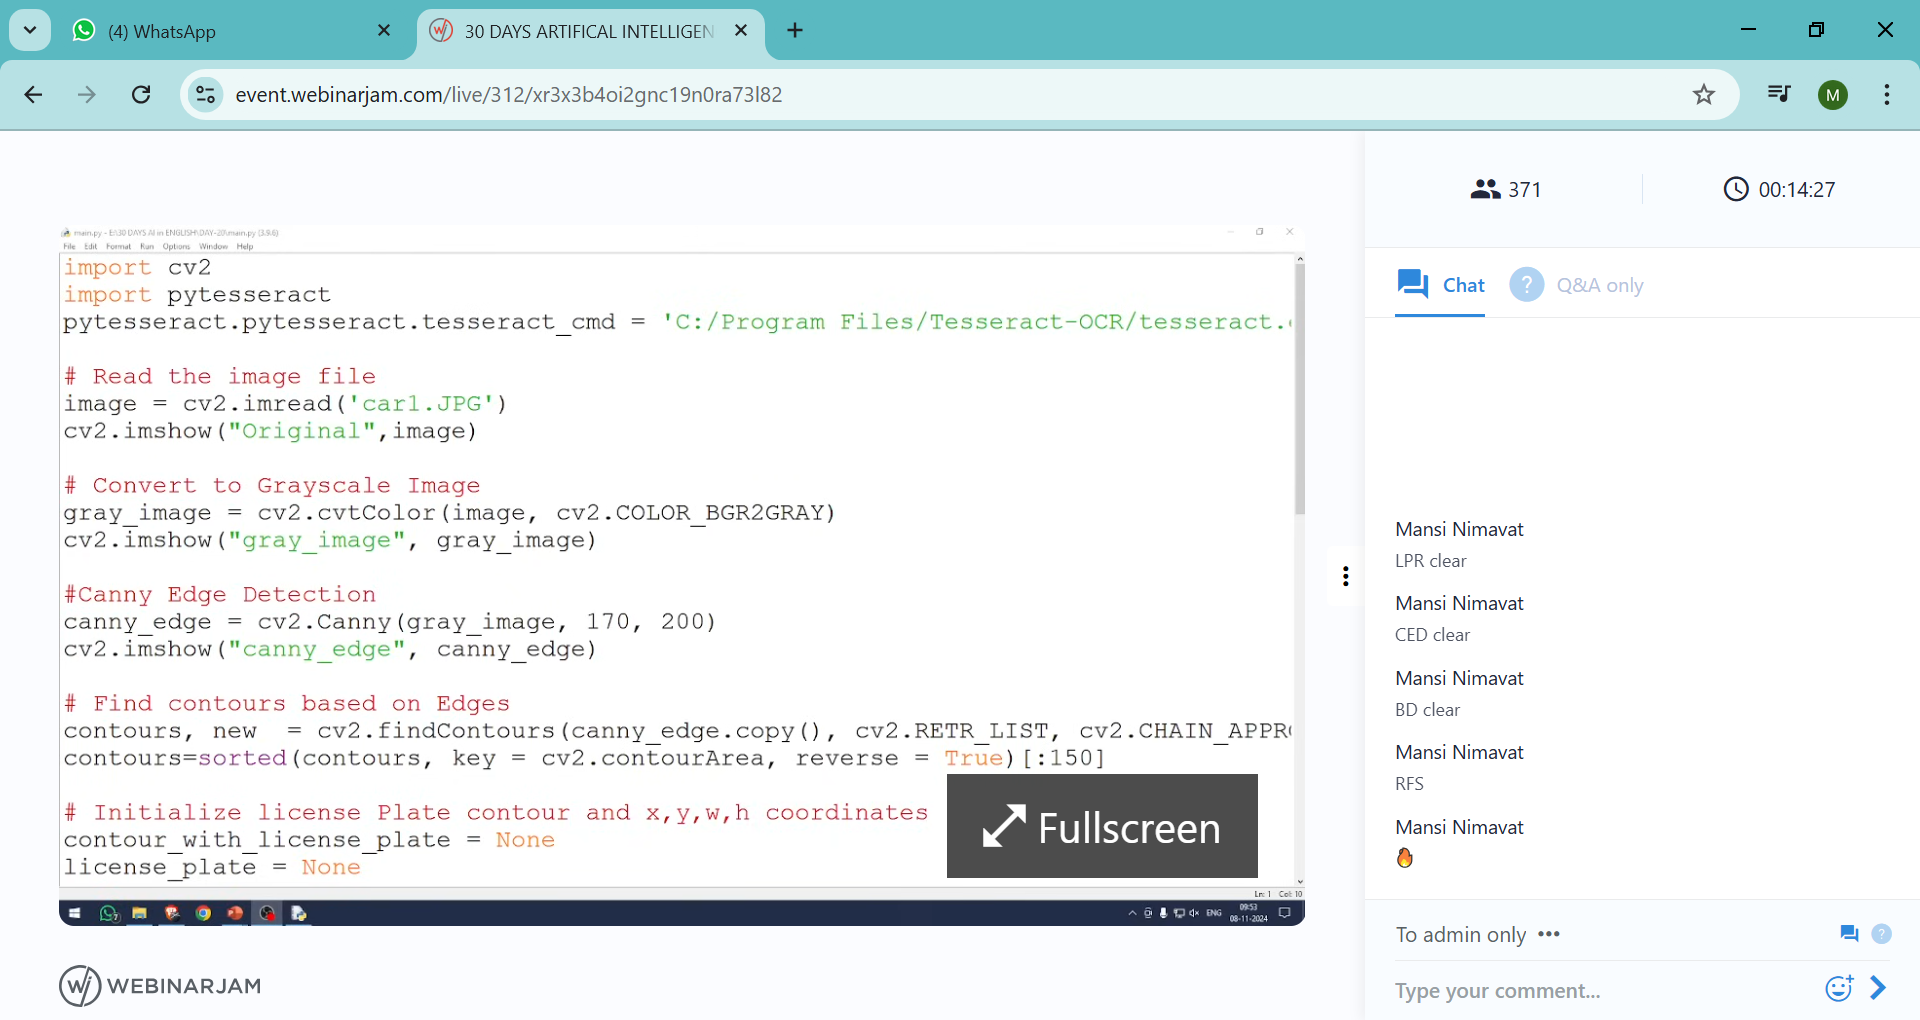 (4) WhatsApp
30 DAYS ARTIFICAL INTELLIGEN
event.webinarjam.com/live/312/xr3x3b4oi2gnc19n0ra73l82
371
00:14:27
Chat
? Q&A only
main.py - E:\30 DAYS AI in ENGLISH\DAY-20\main.py (3.9.6)
File Edit Format Run Options Window Help
import cv2
import pytesseract
pytesseract.pytesseract.tesseract_cmd = 'C:/Program Files/Tesseract-OCR/tesseract.
# Read the image file
image = cv2.imread('car1.JPG')
cv2.imshow("Original",image)
# Convert to Grayscale Image
gray_image = cv2.cvtColor(image, cv2.COLOR_BGR2GRAY)
cv2.imshow("gray_image", gray_image)
#Canny Edge Detection
canny_edge = cv2.Canny(gray_image, 170, 200)
cv2.imshow("canny_edge", canny_edge)
# Find contours based on Edges
contours, new  = cv2.findContours(canny_edge.copy(), cv2.RETR_LIST, cv2.CHAIN_APPR
contours=sorted(contours, key = cv2.contourArea, reverse = True)[:150]
# Initialize license Plate contour and x,y,w,h coordinates
contour_with_license_plate = None
license_plate = None
Fullscreen
Ln: 1 Col: 10
ENG
09:53
08-11-2024
WEBINARJAM
Mansi Nimavat
LPR clear
Mansi Nimavat
CED clear
Mansi Nimavat
BD clear
Mansi Nimavat
RFS
Mansi Nimavat
🔥
To admin only •••
Type your comment...
M